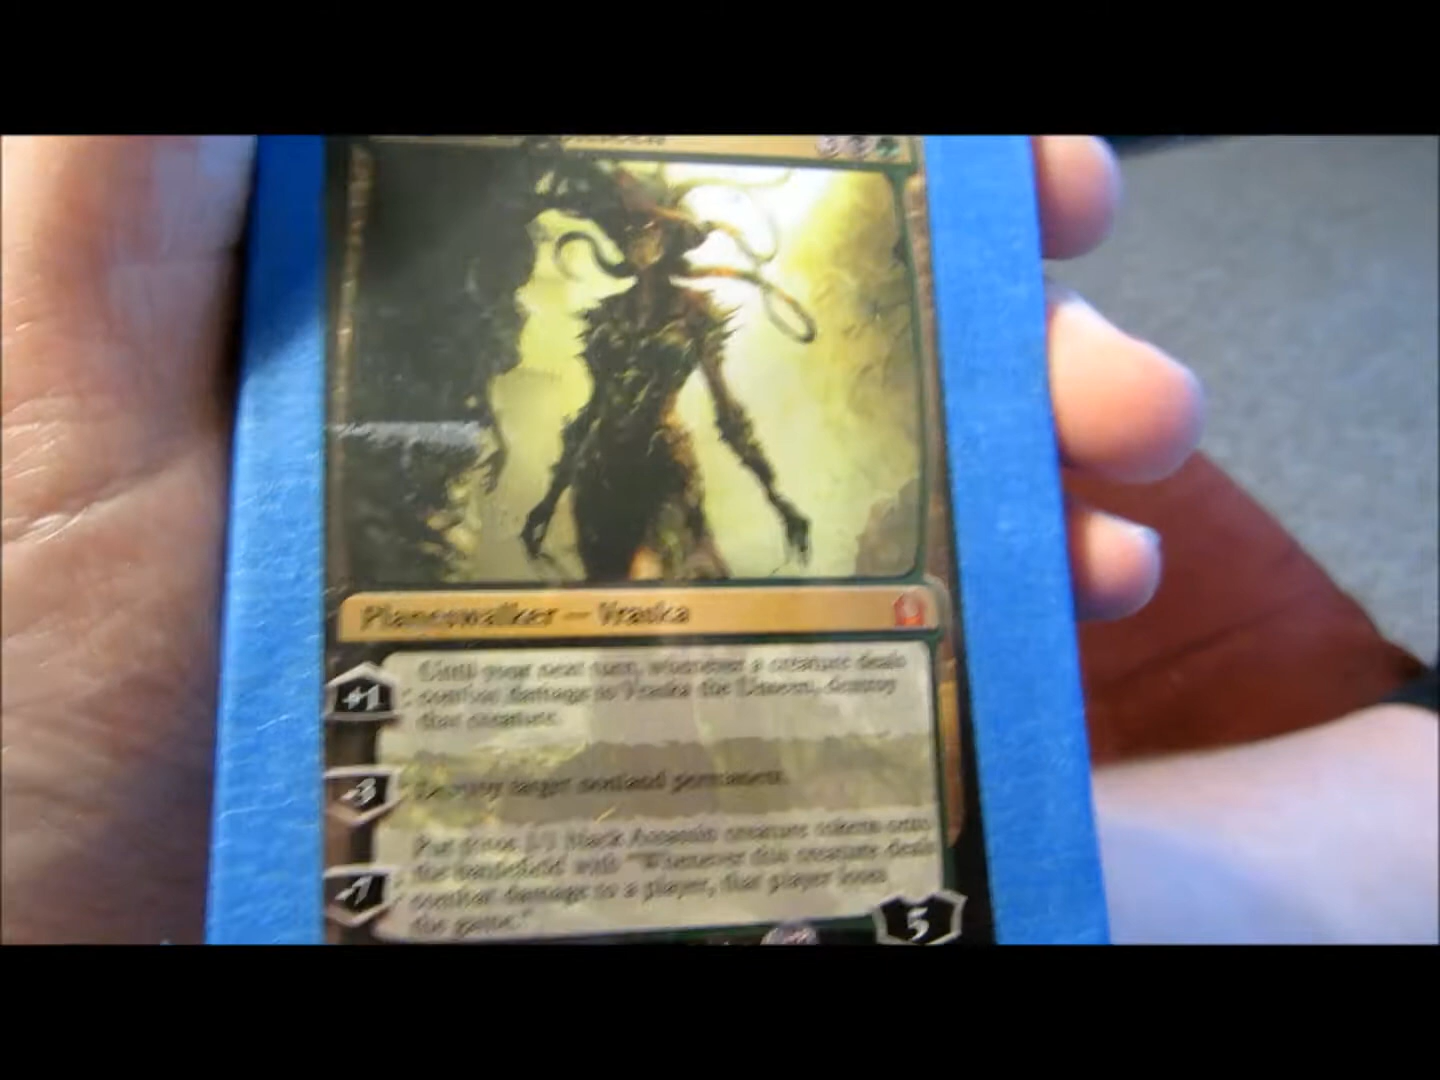 Planeswalker — Vraska
+1
Until your next turn, whenever a creature deals
combat damage to Vraska the Unseen, destroy
that creature.
-3
Destroy target nonland permanent.
-7
Put three 1/1 black Assassin creature tokens onto
the battlefield with "Whenever this creature deals
combat damage to a player, that player loses
the game."
5